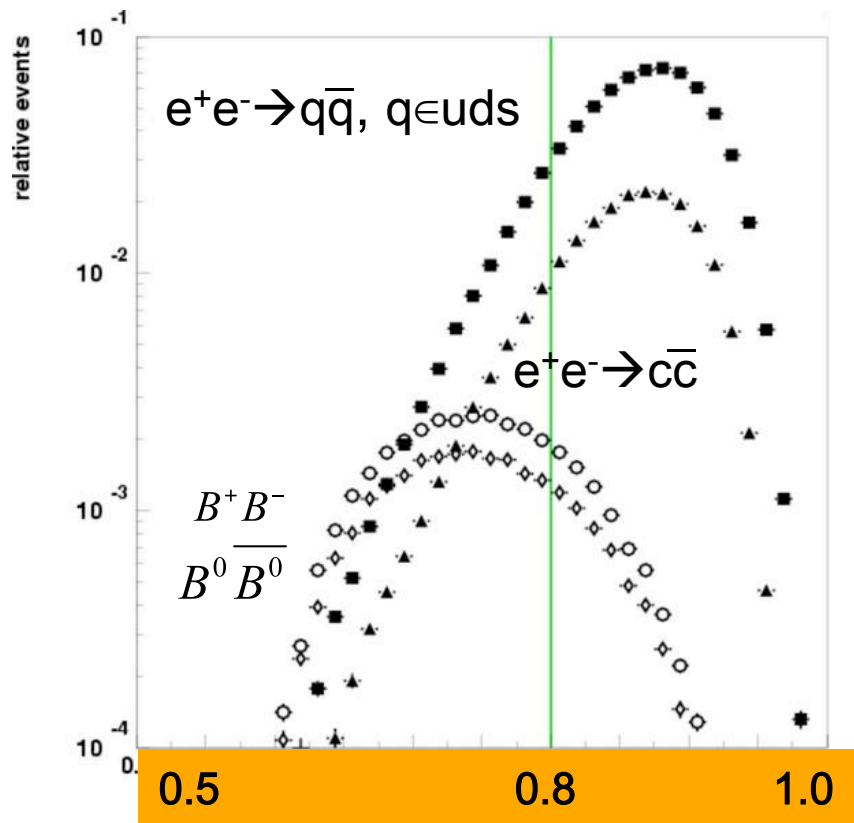 relative events
10 -1
e+e-→qq̅, q∈uds
10 -2
e+e-→cc̅
10 -3
B⁺B⁻
B⁰B̅⁰
10 -4
0.
0.5 0.8 1.0